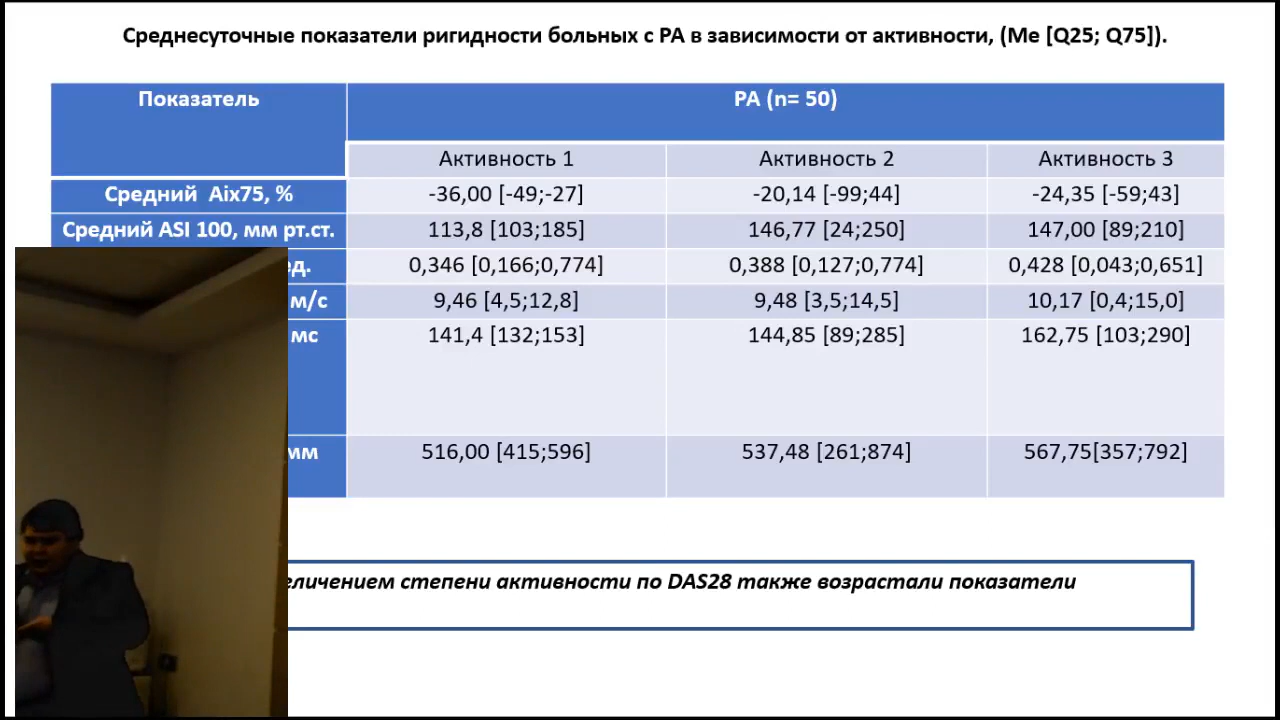 Среднесуточные показатели ригидности больных с РА в зависимости от активности, (Me [Q25; Q75]).
Показатель РА (n= 50)
Активность 1 Активность 2 Активность 3
Средний Aix75, % -36,00 [-49;-27] -20,14 [-99;44] -24,35 [-59;43]
Средний ASI 100, мм рт.ст. 113,8 [103;185] 146,77 [24;250] 147,00 [89;210]
ед. 0,346 [0,166;0,774] 0,388 [0,127;0,774] 0,428 [0,043;0,651]
м/с 9,46 [4,5;12,8] 9,48 [3,5;14,5] 10,17 [0,4;15,0]
мс 141,4 [132;153] 144,85 [89;285] 162,75 [103;290]
мм 516,00 [415;596] 537,48 [261;874] 567,75[357;792]
еличением степени активности по DAS28 также возрастали показатели